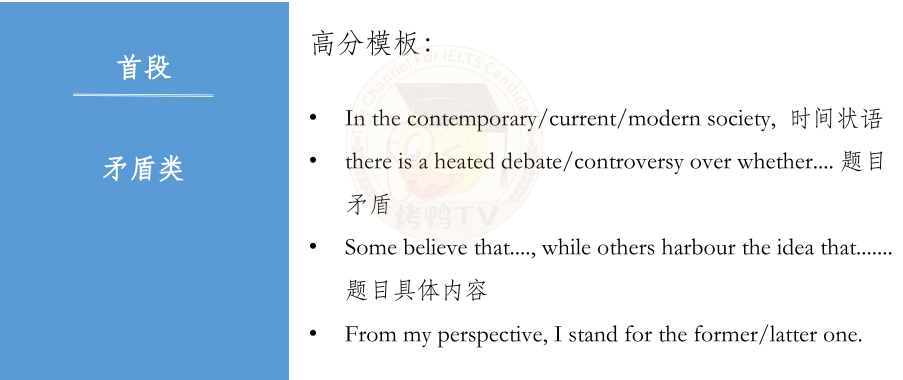 首段
矛盾类
高分模板：
• In the contemporary/current/modern society, 时间状语
• there is a heated debate/controversy over whether.... 题目
矛盾
• Some believe that...., while others harbour the idea that.......
题目具体内容
• From my perspective, I stand for the former/latter one.
The Channel For IELTS Candidates
烤鸭TV